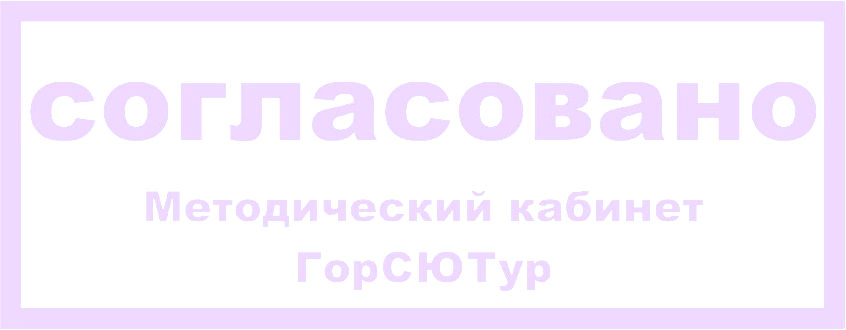 согласовано
Методический кабинет
ГорСЮТур